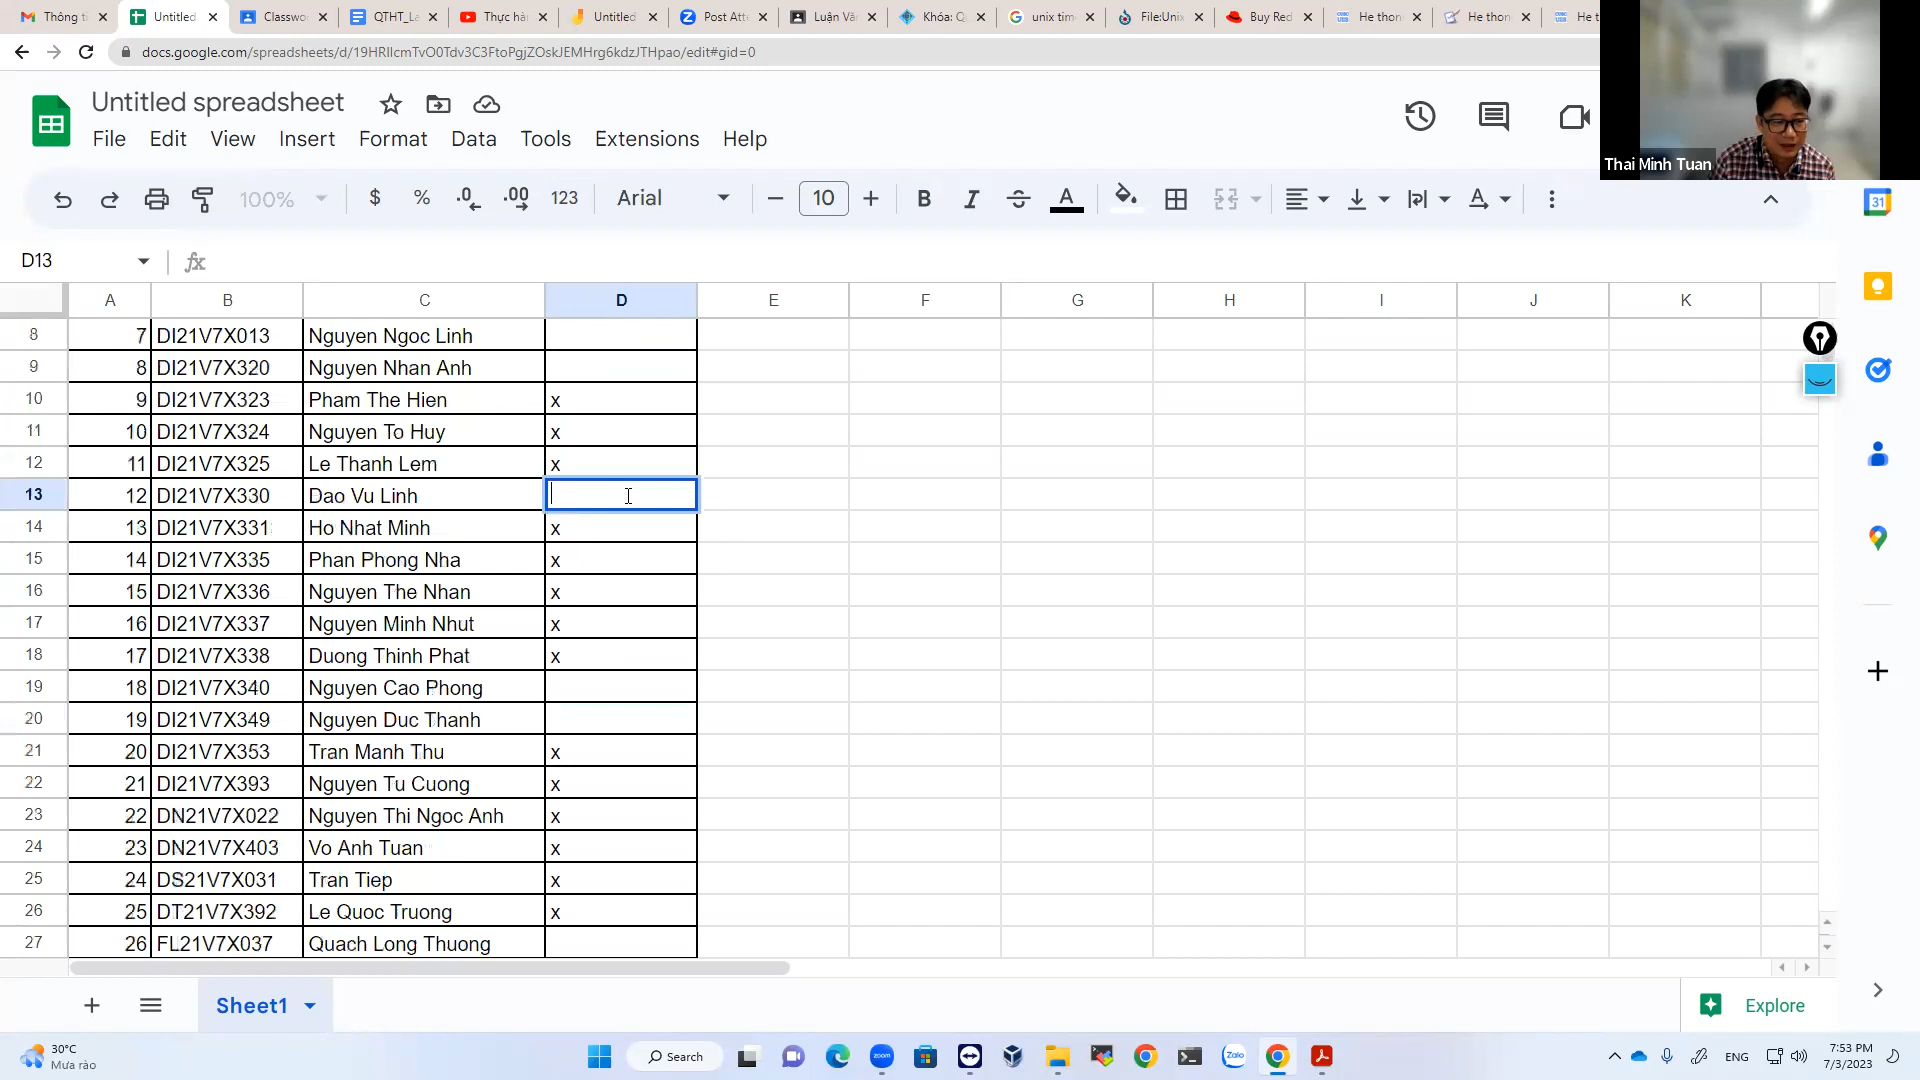 Thông ti
Untitled
Classwo
QTHT_L
Thực hà
Untitled
Post Att
Luận Vă
Khóa: Q
unix tim
File:Unix
Buy Red
He thon
He thon
He t
docs.google.com/spreadsheets/d/19HRllcmTvO0Tdv3C3FtoPgjZOskJEMHrg6kdzJTHpao/edit#gid=0
Untitled spreadsheet
File Edit View Insert Format Data Tools Extensions Help
Thai Minh Tuan
100% $ % .0 .00 123 Arial 10 B I S A
31
D13 fx
A B C D E F G H I J K
8 7 DI21V7X013 Nguyen Ngoc Linh
9 8 DI21V7X320 Nguyen Nhan Anh
10 9 DI21V7X323 Pham The Hien x
11 10 DI21V7X324 Nguyen To Huy x
12 11 DI21V7X325 Le Thanh Lem x
13 12 DI21V7X330 Dao Vu Linh
14 13 DI21V7X331 Ho Nhat Minh x
15 14 DI21V7X335 Phan Phong Nha x
16 15 DI21V7X336 Nguyen The Nhan x
17 16 DI21V7X337 Nguyen Minh Nhut x
18 17 DI21V7X338 Duong Thinh Phat x
19 18 DI21V7X340 Nguyen Cao Phong
20 19 DI21V7X349 Nguyen Duc Thanh
21 20 DI21V7X353 Tran Manh Thu x
22 21 DI21V7X393 Nguyen Tu Cuong x
23 22 DN21V7X022 Nguyen Thi Ngoc Anh x
24 23 DN21V7X403 Vo Anh Tuan x
25 24 DS21V7X031 Tran Tiep x
26 25 DT21V7X392 Le Quoc Truong x
27 26 FL21V7X037 Quach Long Thuong
Sheet1
Explore
30°C
Mưa rào
Search
zoom
Zalo
ENG
7:53 PM
7/3/2023